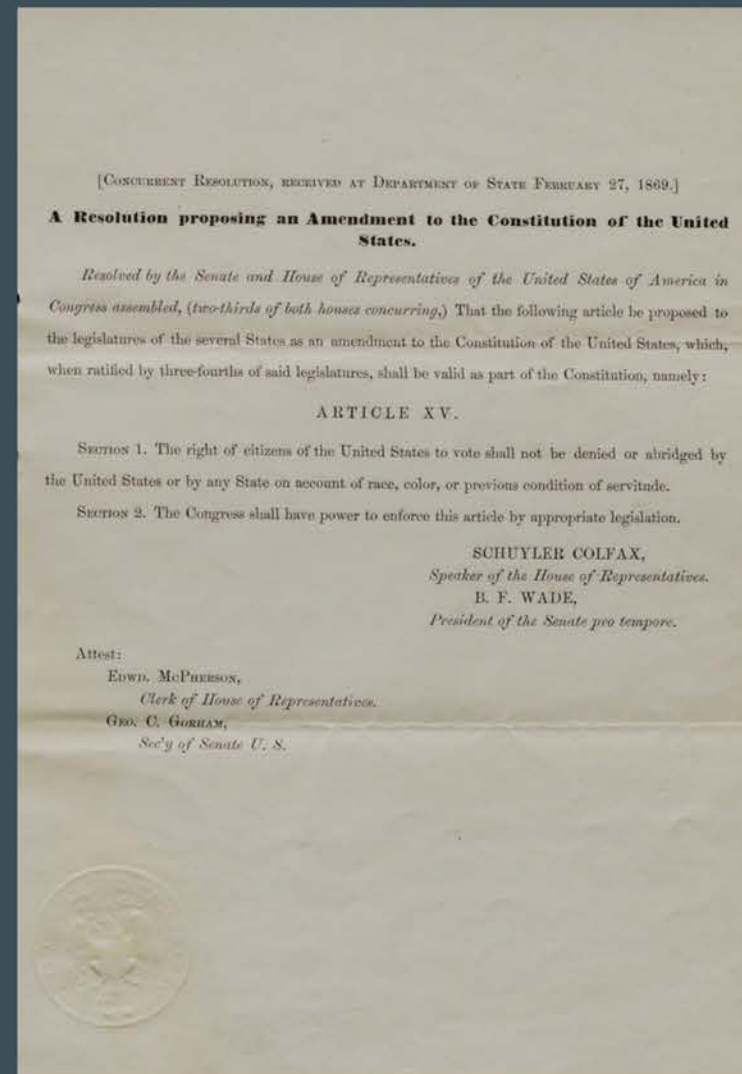 [Concurrent Resolution, received at Department of State February 27, 1869.]
A Resolution proposing an Amendment to the Constitution of the United
States.
Resolved by the Senate and House of Representatives of the United States of America in
Congress assembled, (two-thirds of both houses concurring,) That the following article be proposed to
the legislatures of the several States as an amendment to the Constitution of the United States, which,
when ratified by three-fourths of said legislatures, shall be valid as part of the Constitution, namely:
ARTICLE XV.
Section 1. The right of citizens of the United States to vote shall not be denied or abridged by
the United States or by any State on account of race, color, or previous condition of servitude.
Section 2. The Congress shall have power to enforce this article by appropriate legislation.
SCHUYLER COLFAX,
Speaker of the House of Representatives.
B. F. WADE,
President of the Senate pro tempore.
Attest:
Edwd. McPherson,
Clerk of House of Representatives.
Geo. C. Gorham,
Sec'y of Senate U. S.